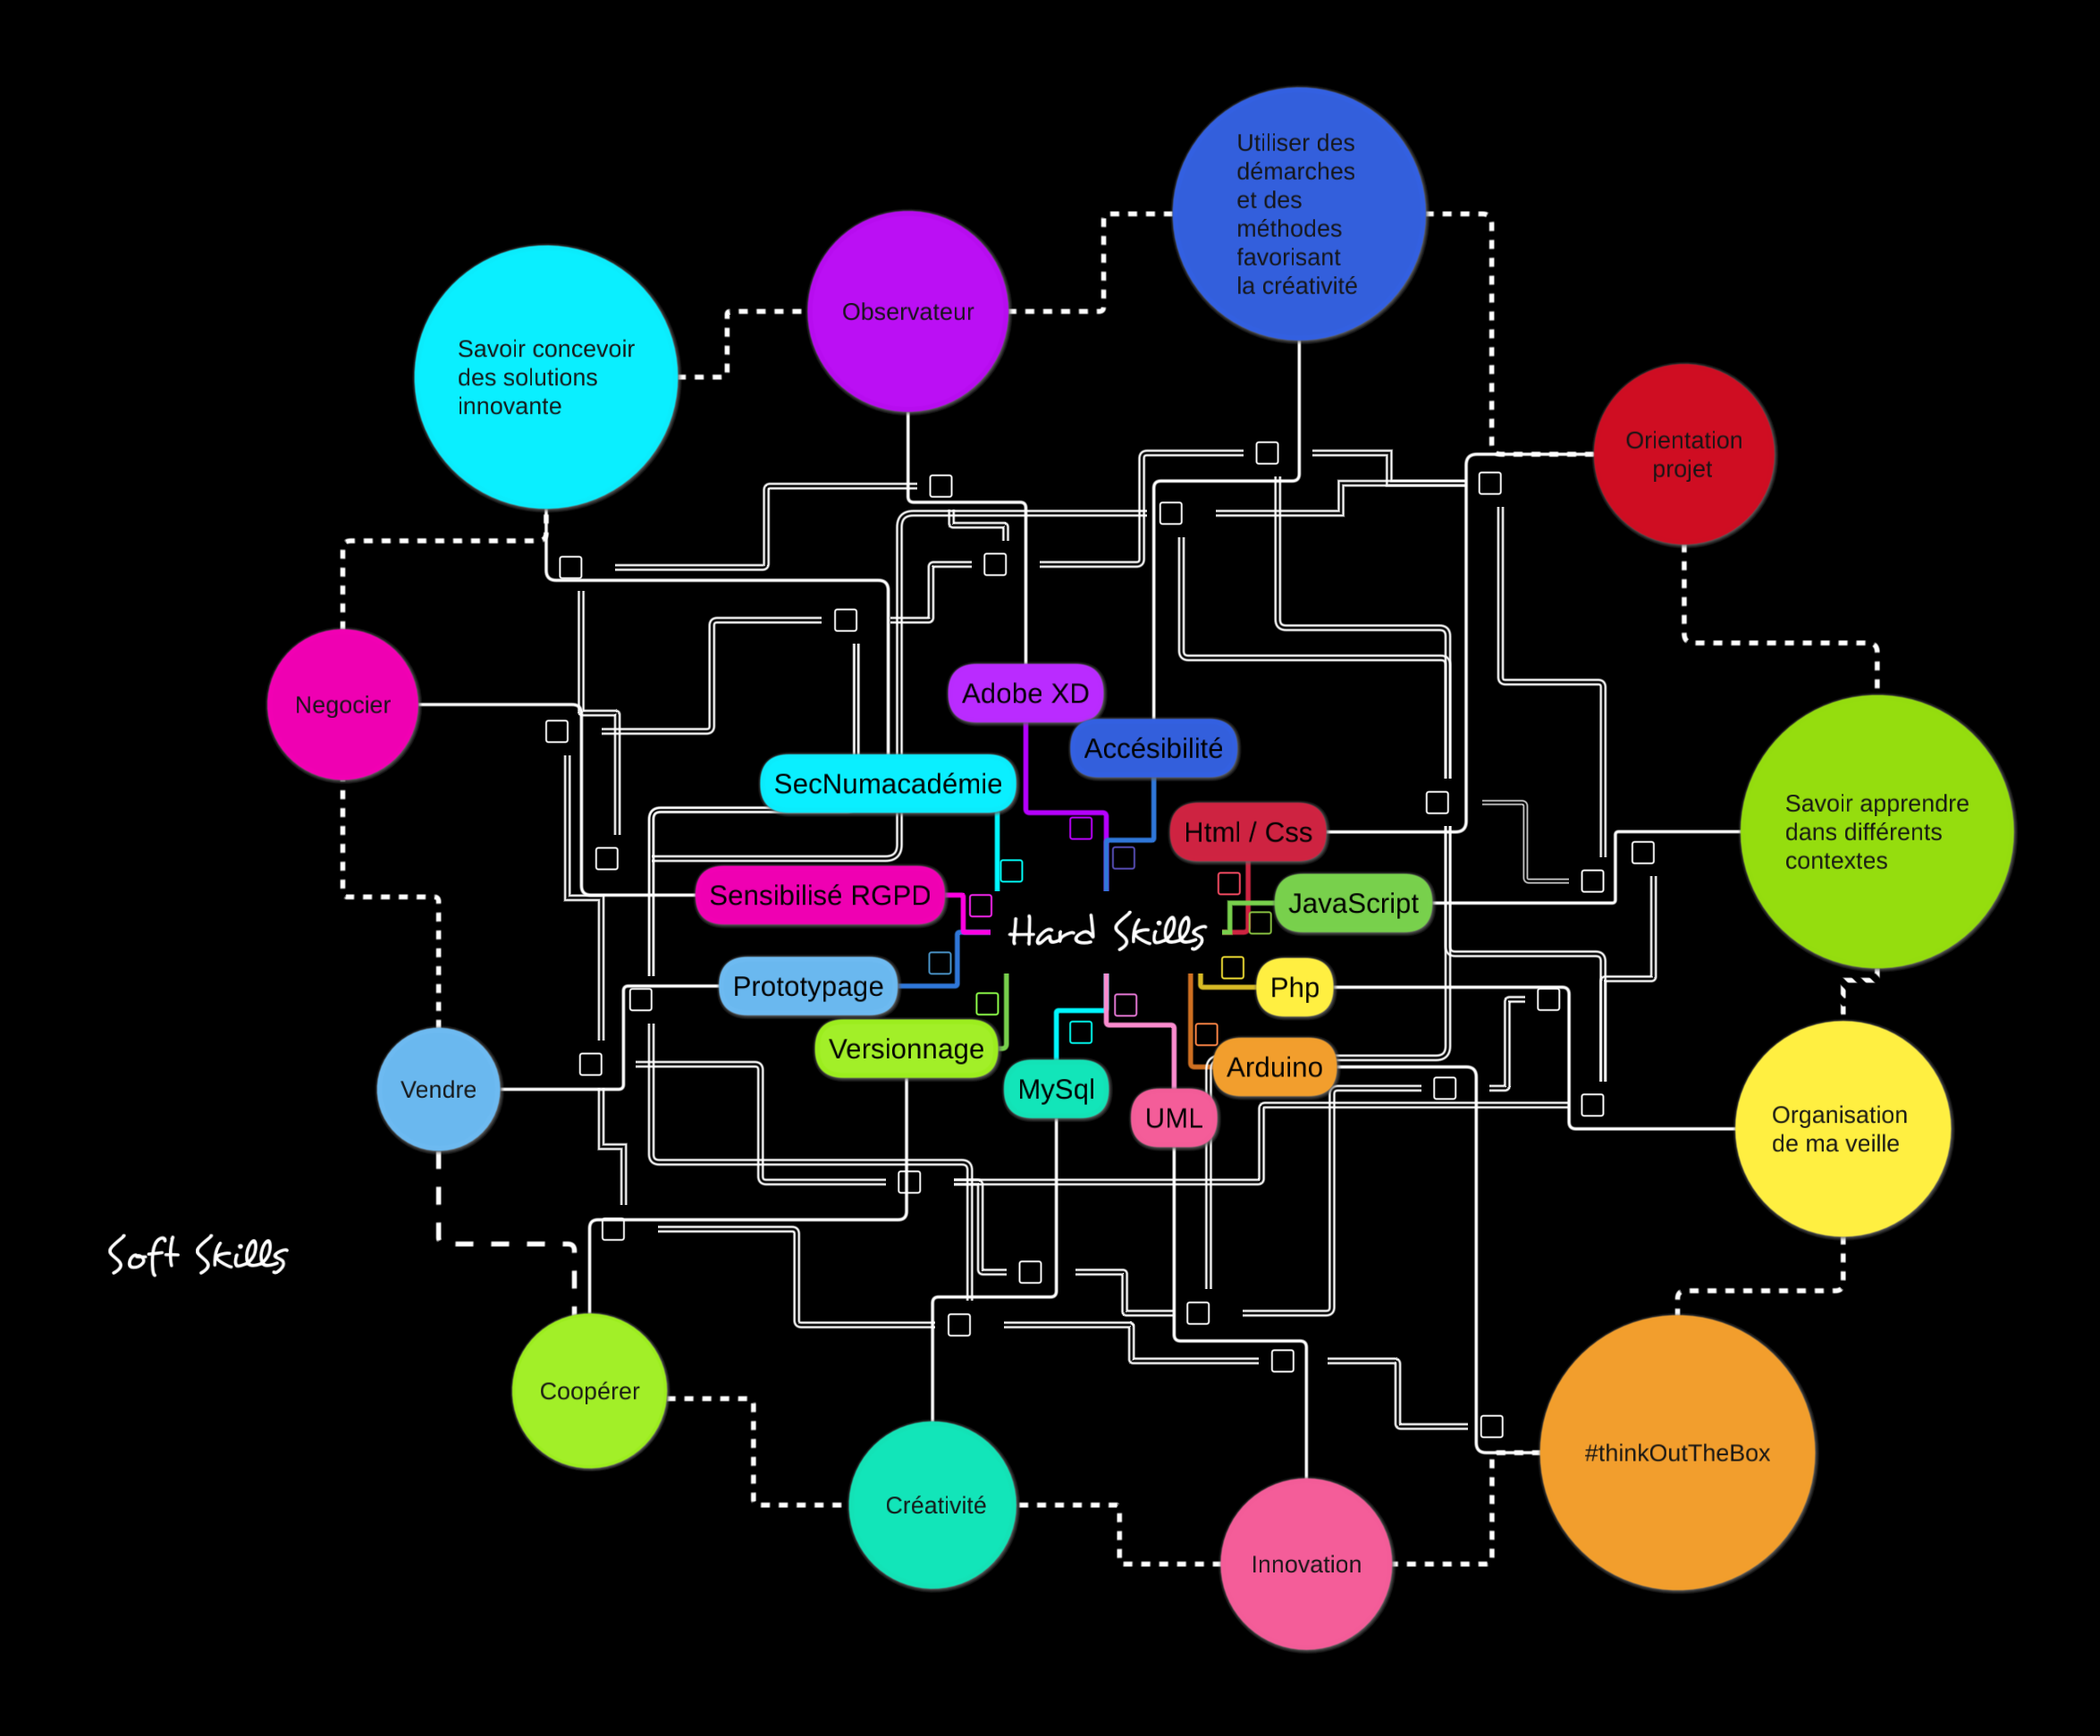 Utiliser des
démarches
et des
méthodes
favorisant
la créativité
Observateur
Savoir concevoir
des solutions
innovante
Orientation
projet
Negocier
Adobe XD
Accésibilité
SecNumacadémie
Html / Css
Savoir apprendre
dans différents
contextes
Sensibilisé RGPD
JavaScript
Hard Skills
Prototypage
Php
Versionnage
Arduino
MySql
UML
Vendre
Organisation
de ma veille
Soft Skills
Coopérer
#thinkOutTheBox
Créativité
Innovation